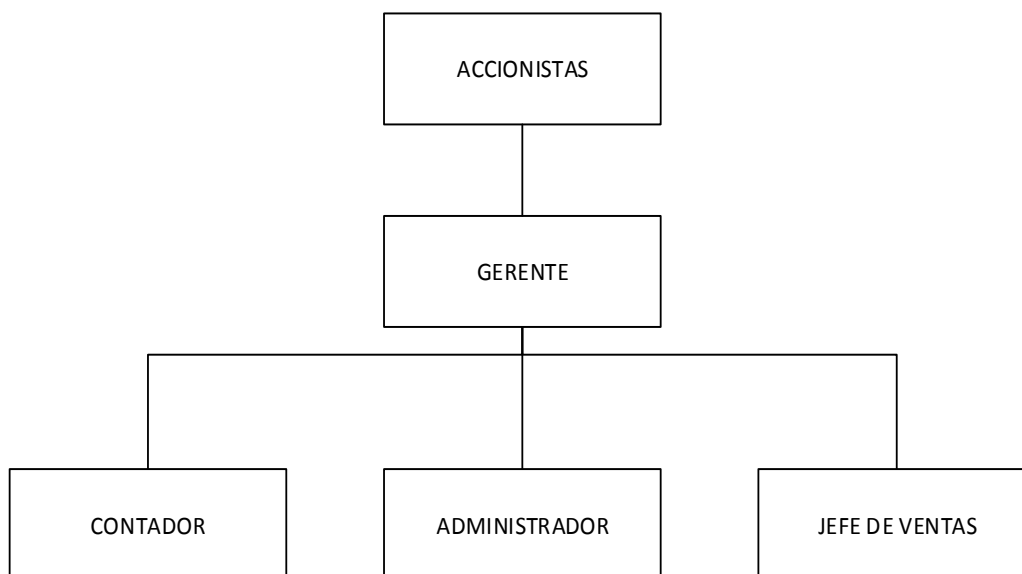 ACCIONISTAS
GERENTE
CONTADOR
ADMINISTRADOR
JEFE DE VENTAS